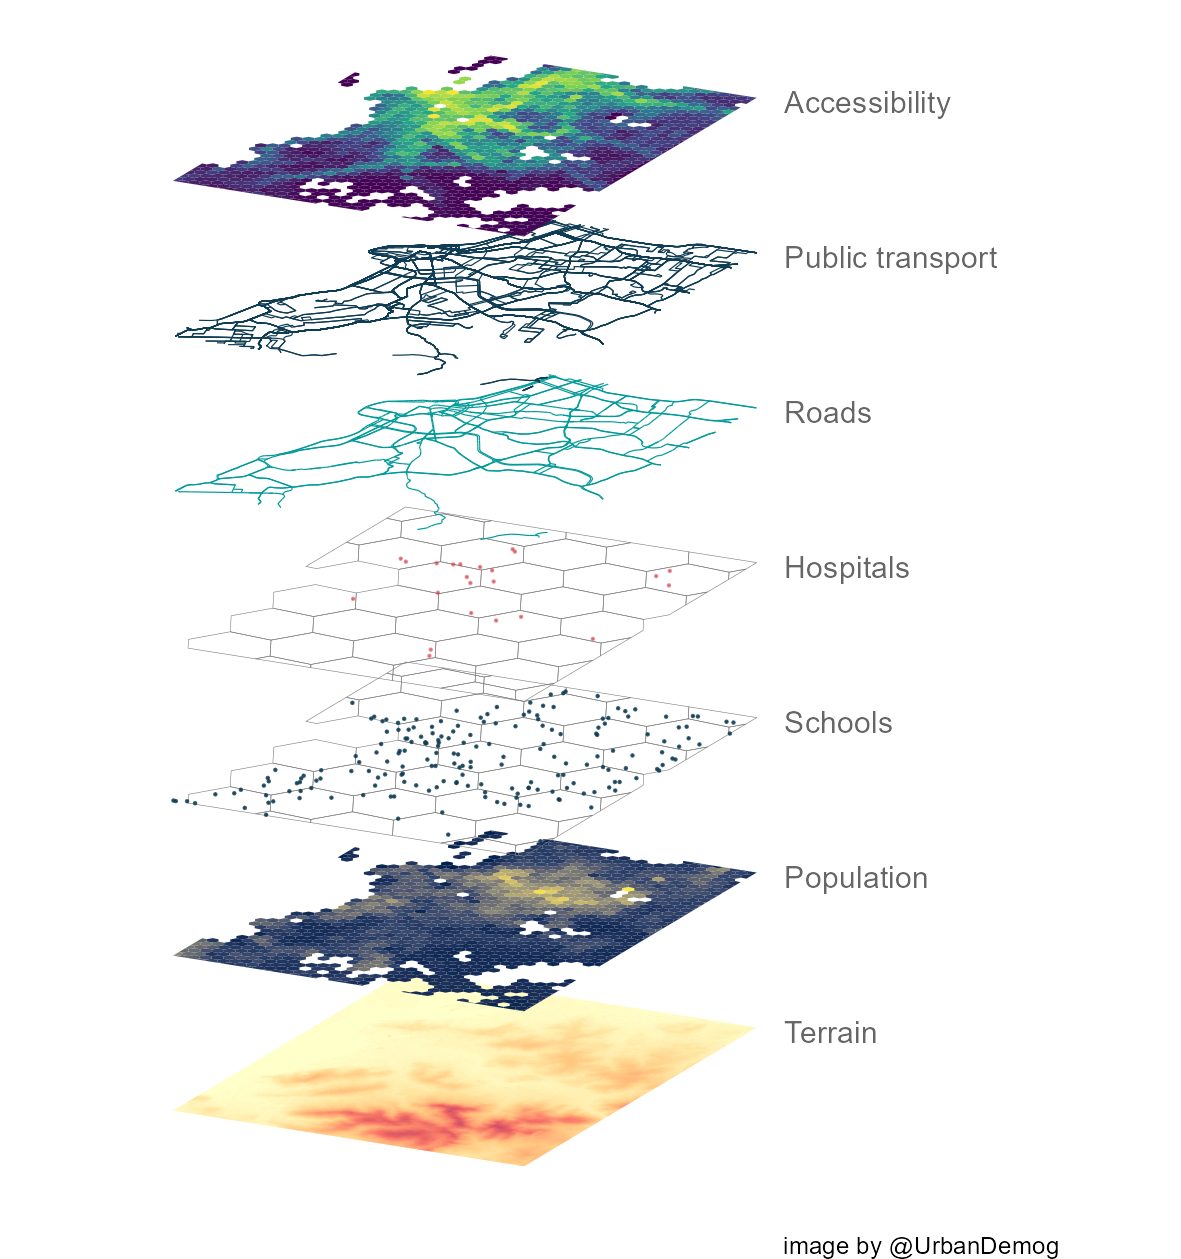 Accessibility
Public transport
Roads
Hospitals
Schools
Population
Terrain
image by @UrbanDemog